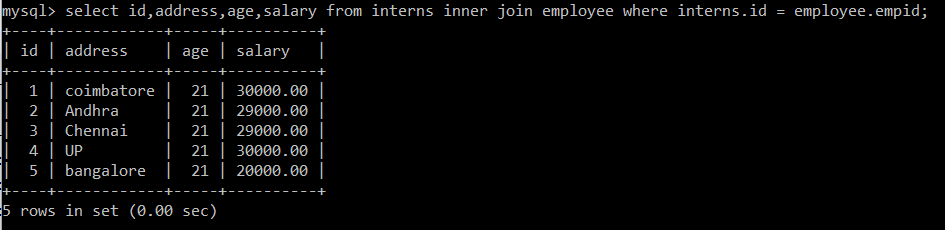 mysql> select id,address,age,salary from interns inner join employee where interns.id = employee.empid;
+----+------------+-----+----------+
| id | address    | age | salary   |
+----+------------+-----+----------+
|  1 | coimbatore |  21 | 30000.00 |
|  2 | Andhra     |  21 | 29000.00 |
|  3 | Chennai    |  21 | 29000.00 |
|  4 | UP         |  21 | 30000.00 |
|  5 | bangalore  |  21 | 20000.00 |
+----+------------+-----+----------+
5 rows in set (0.00 sec)